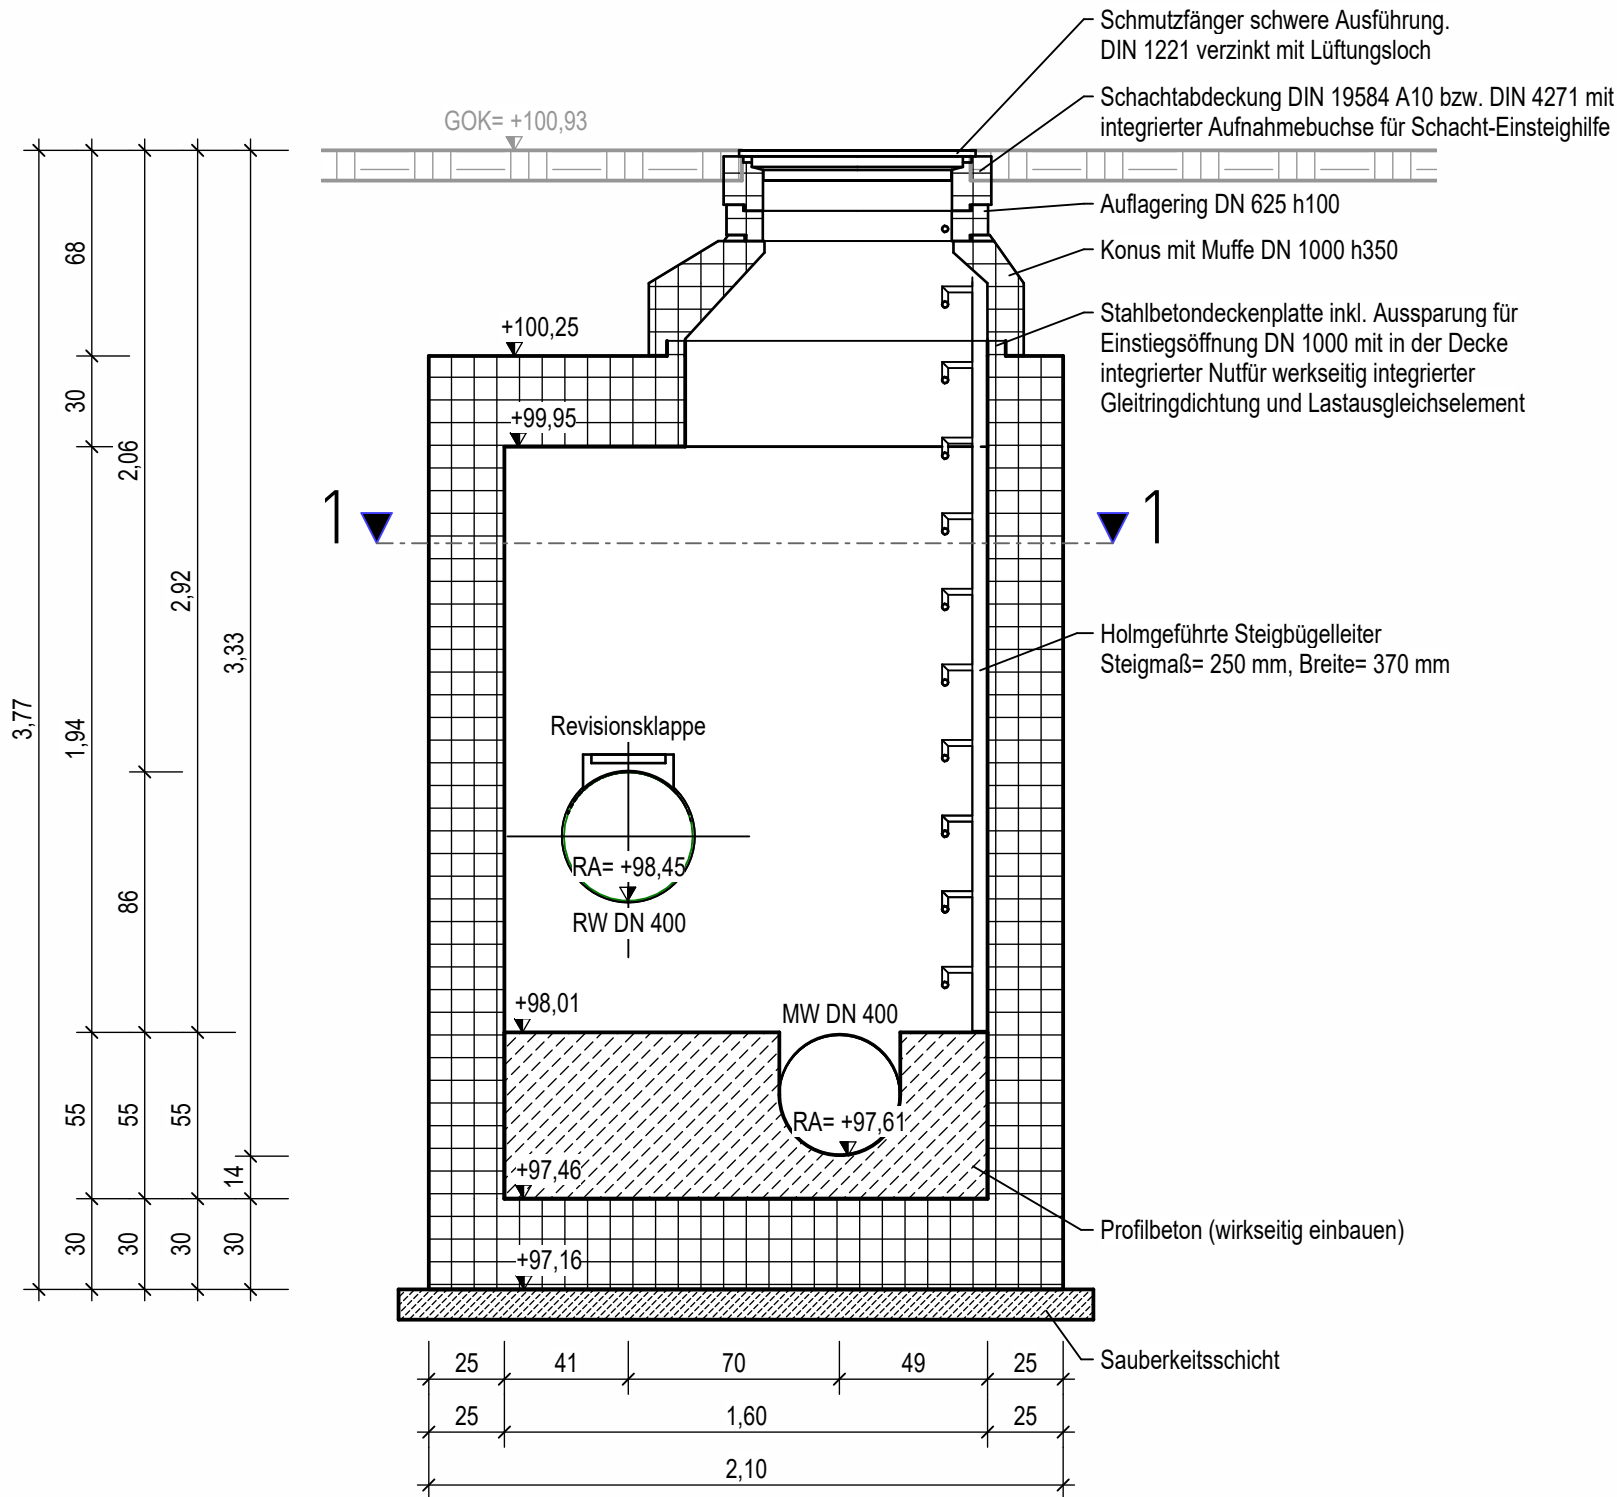 Schmutzfänger schwere Ausführung.
DIN 1221 verzinkt mit Lüftungsloch
Schachtabdeckung DIN 19584 A10 bzw. DIN 4271 mit
integrierter Aufnahmebuchse für Schacht-Einsteighilfe
GOK= +100,93
Auflagering DN 625 h100
Konus mit Muffe DN 1000 h350
Stahlbetondeckenplatte inkl. Aussparung für
Einstiegsöffnung DN 1000 mit in der Decke
integrierter Nutfür werkseitig integrierter
Gleitringdichtung und Lastausgleichselement
+100,25
+99,95
1
1
Holmgeführte Steigbügelleiter
Steigmaß= 250 mm, Breite= 370 mm
Revisionsklappe
RA= +98,45
RW DN 400
+98,01
MW DN 400
RA= +97,61
+97,46
+97,16
Profilbeton (wirkseitig einbauen)
Sauberkeitsschicht
3,77
68
30
1,94
55
30
2,06
86
55
30
2,92
55
30
3,33
14
30
25 41 70 49 25
25 1,60 25
2,10